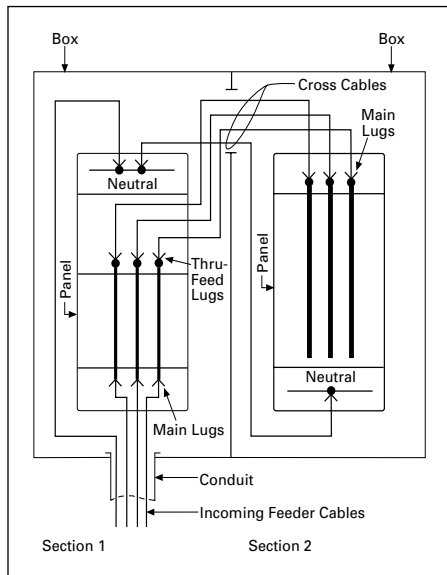 Box
Box
Cross Cables
Main
Lugs
Neutral
Panel
Thru-
Feed
Lugs
Panel
Neutral
Main Lugs
Conduit
Incoming Feeder Cables
Section 1
Section 2